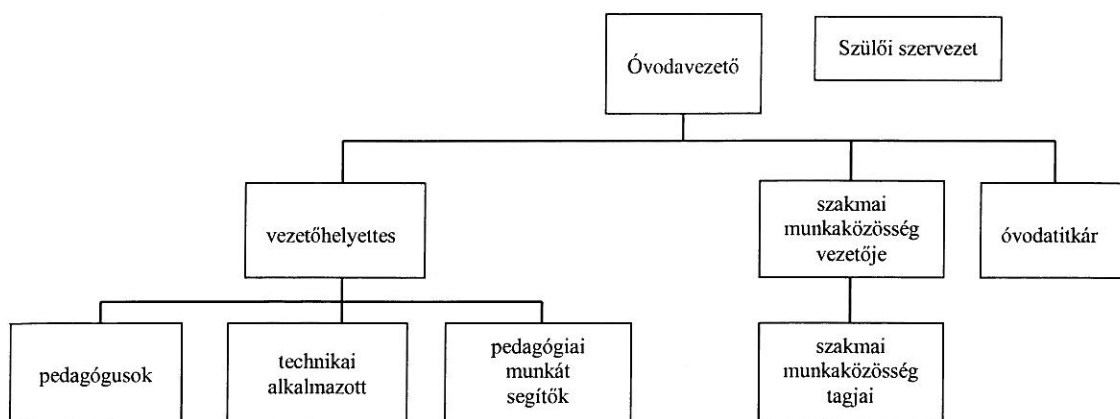 Óvodavezető
Szülői szervezet
vezetőhelyettes
szakmai
munkaközösség
vezetője
óvodatitkár
pedagógusok
technikai
alkalmazott
pedagógiai
munkát
segítők
szakmai
munkaközösség
tagjai